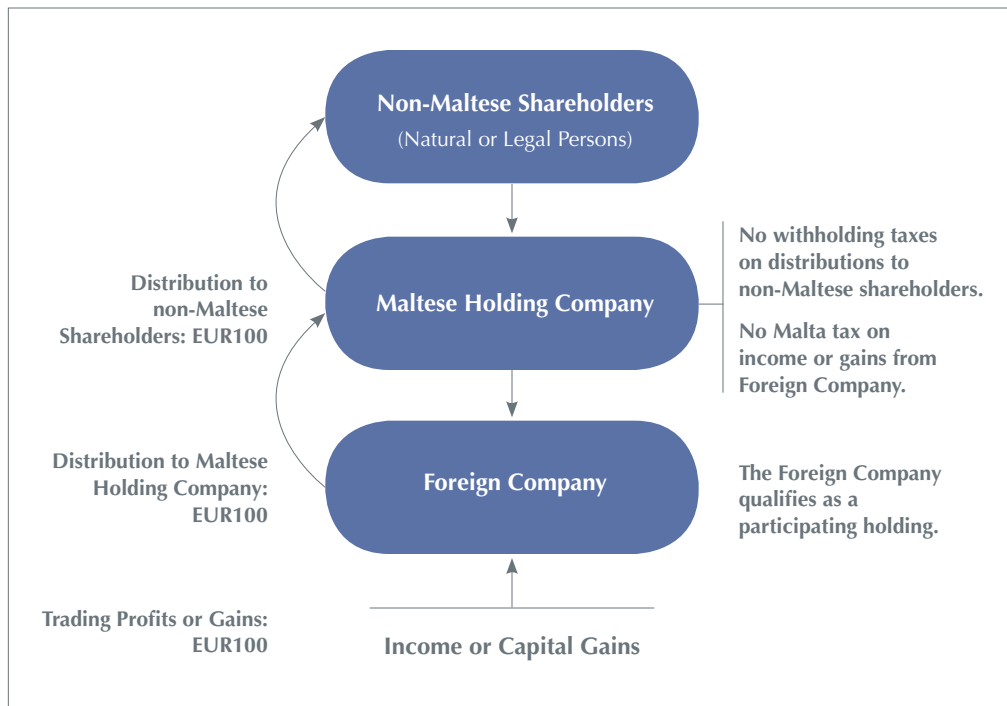 Non-Maltese Shareholders
(Natural or Legal Persons)
No withholding taxes
on distributions to
non-Maltese shareholders.
Distribution to
non-Maltese
Shareholders: EUR100
Maltese Holding Company
No Malta tax on
income or gains from
Foreign Company.
Distribution to Maltese
Holding Company:
EUR100
Foreign Company
The Foreign Company
qualifies as a
participating holding.
Trading Profits or Gains:
EUR100
Income or Capital Gains